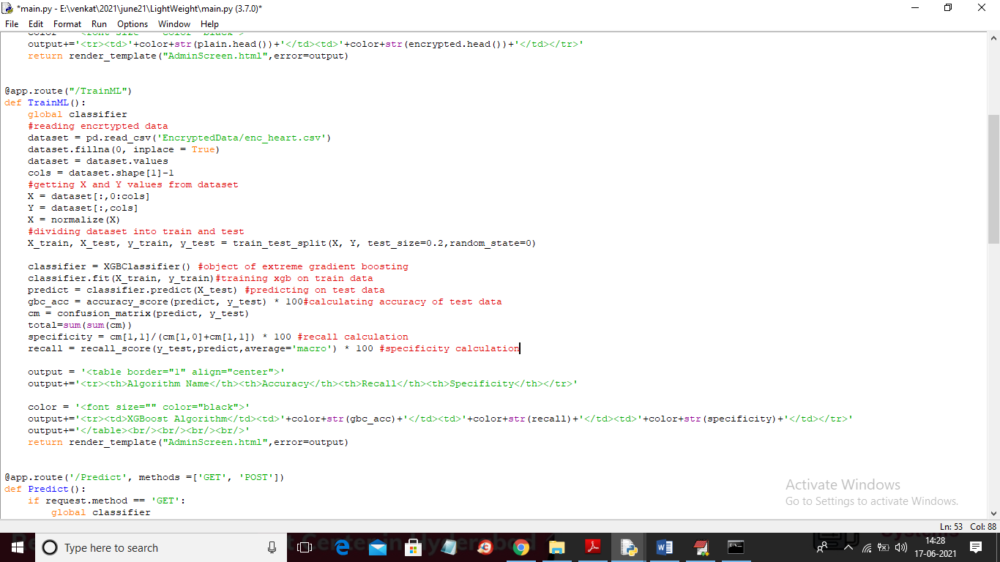 *main.py - E:\venkat\2021\june21\LightWeight\main.py (3.7.0)*
File Edit Format Run Options Window Help
output+='<tr><td>'+color+str(plain.head())+'</td><td>'+color+str(encrypted.head())+'</td></tr>'
return render_template("AdminScreen.html",error=output)
@app.route("/TrainML")
def TrainML():
global classifier
#reading encrtypted data
dataset = pd.read_csv('EncryptedData/enc_heart.csv')
dataset.fillna(0, inplace = True)
dataset = dataset.values
cols = dataset.shape[1]-1
#getting X and Y values from dataset
X = dataset[:,0:cols]
Y = dataset[:,cols]
X = normalize(X)
#dividing dataset into train and test
X_train, X_test, y_train, y_test = train_test_split(X, Y, test_size=0.2,random_state=0)
classifier = XGBClassifier() #object of extreme gradient boosting
classifier.fit(X_train, y_train)#training xgb on train data
predict = classifier.predict(X_test) #predicting on test data
gbc_acc = accuracy_score(predict, y_test) * 100#calculating accuracy of test data
cm = confusion_matrix(predict, y_test)
total=sum(sum(cm))
specificity = cm[1,1]/(cm[1,0]+cm[1,1]) * 100 #recall calculation
recall = recall_score(y_test,predict,average='macro') * 100 #specificity calculation
output = '<table border="1" align="center">'
output+='<tr><th>Algorithm Name</th><th>Accuracy</th><th>Recall</th><th>Specificity</th></tr>'
color = '<font size="" color="black">'
output+='<tr><td>XGBoost Algorithm</td><td>'+color+str(gbc_acc)+'</td><td>'+color+str(recall)+'</td><td>'+color+str(specificity)+'</td></tr>'
output+='</table><br/><br/><br/><br/>'
return render_template("AdminScreen.html",error=output)
@app.route('/Predict', methods =['GET', 'POST'])
def Predict():
if request.method == 'GET':
global classifier
Activate Windows
Go to Settings to activate Windows.
Ln: 53 Col: 88
Type here to search
14:28
17-06-2021